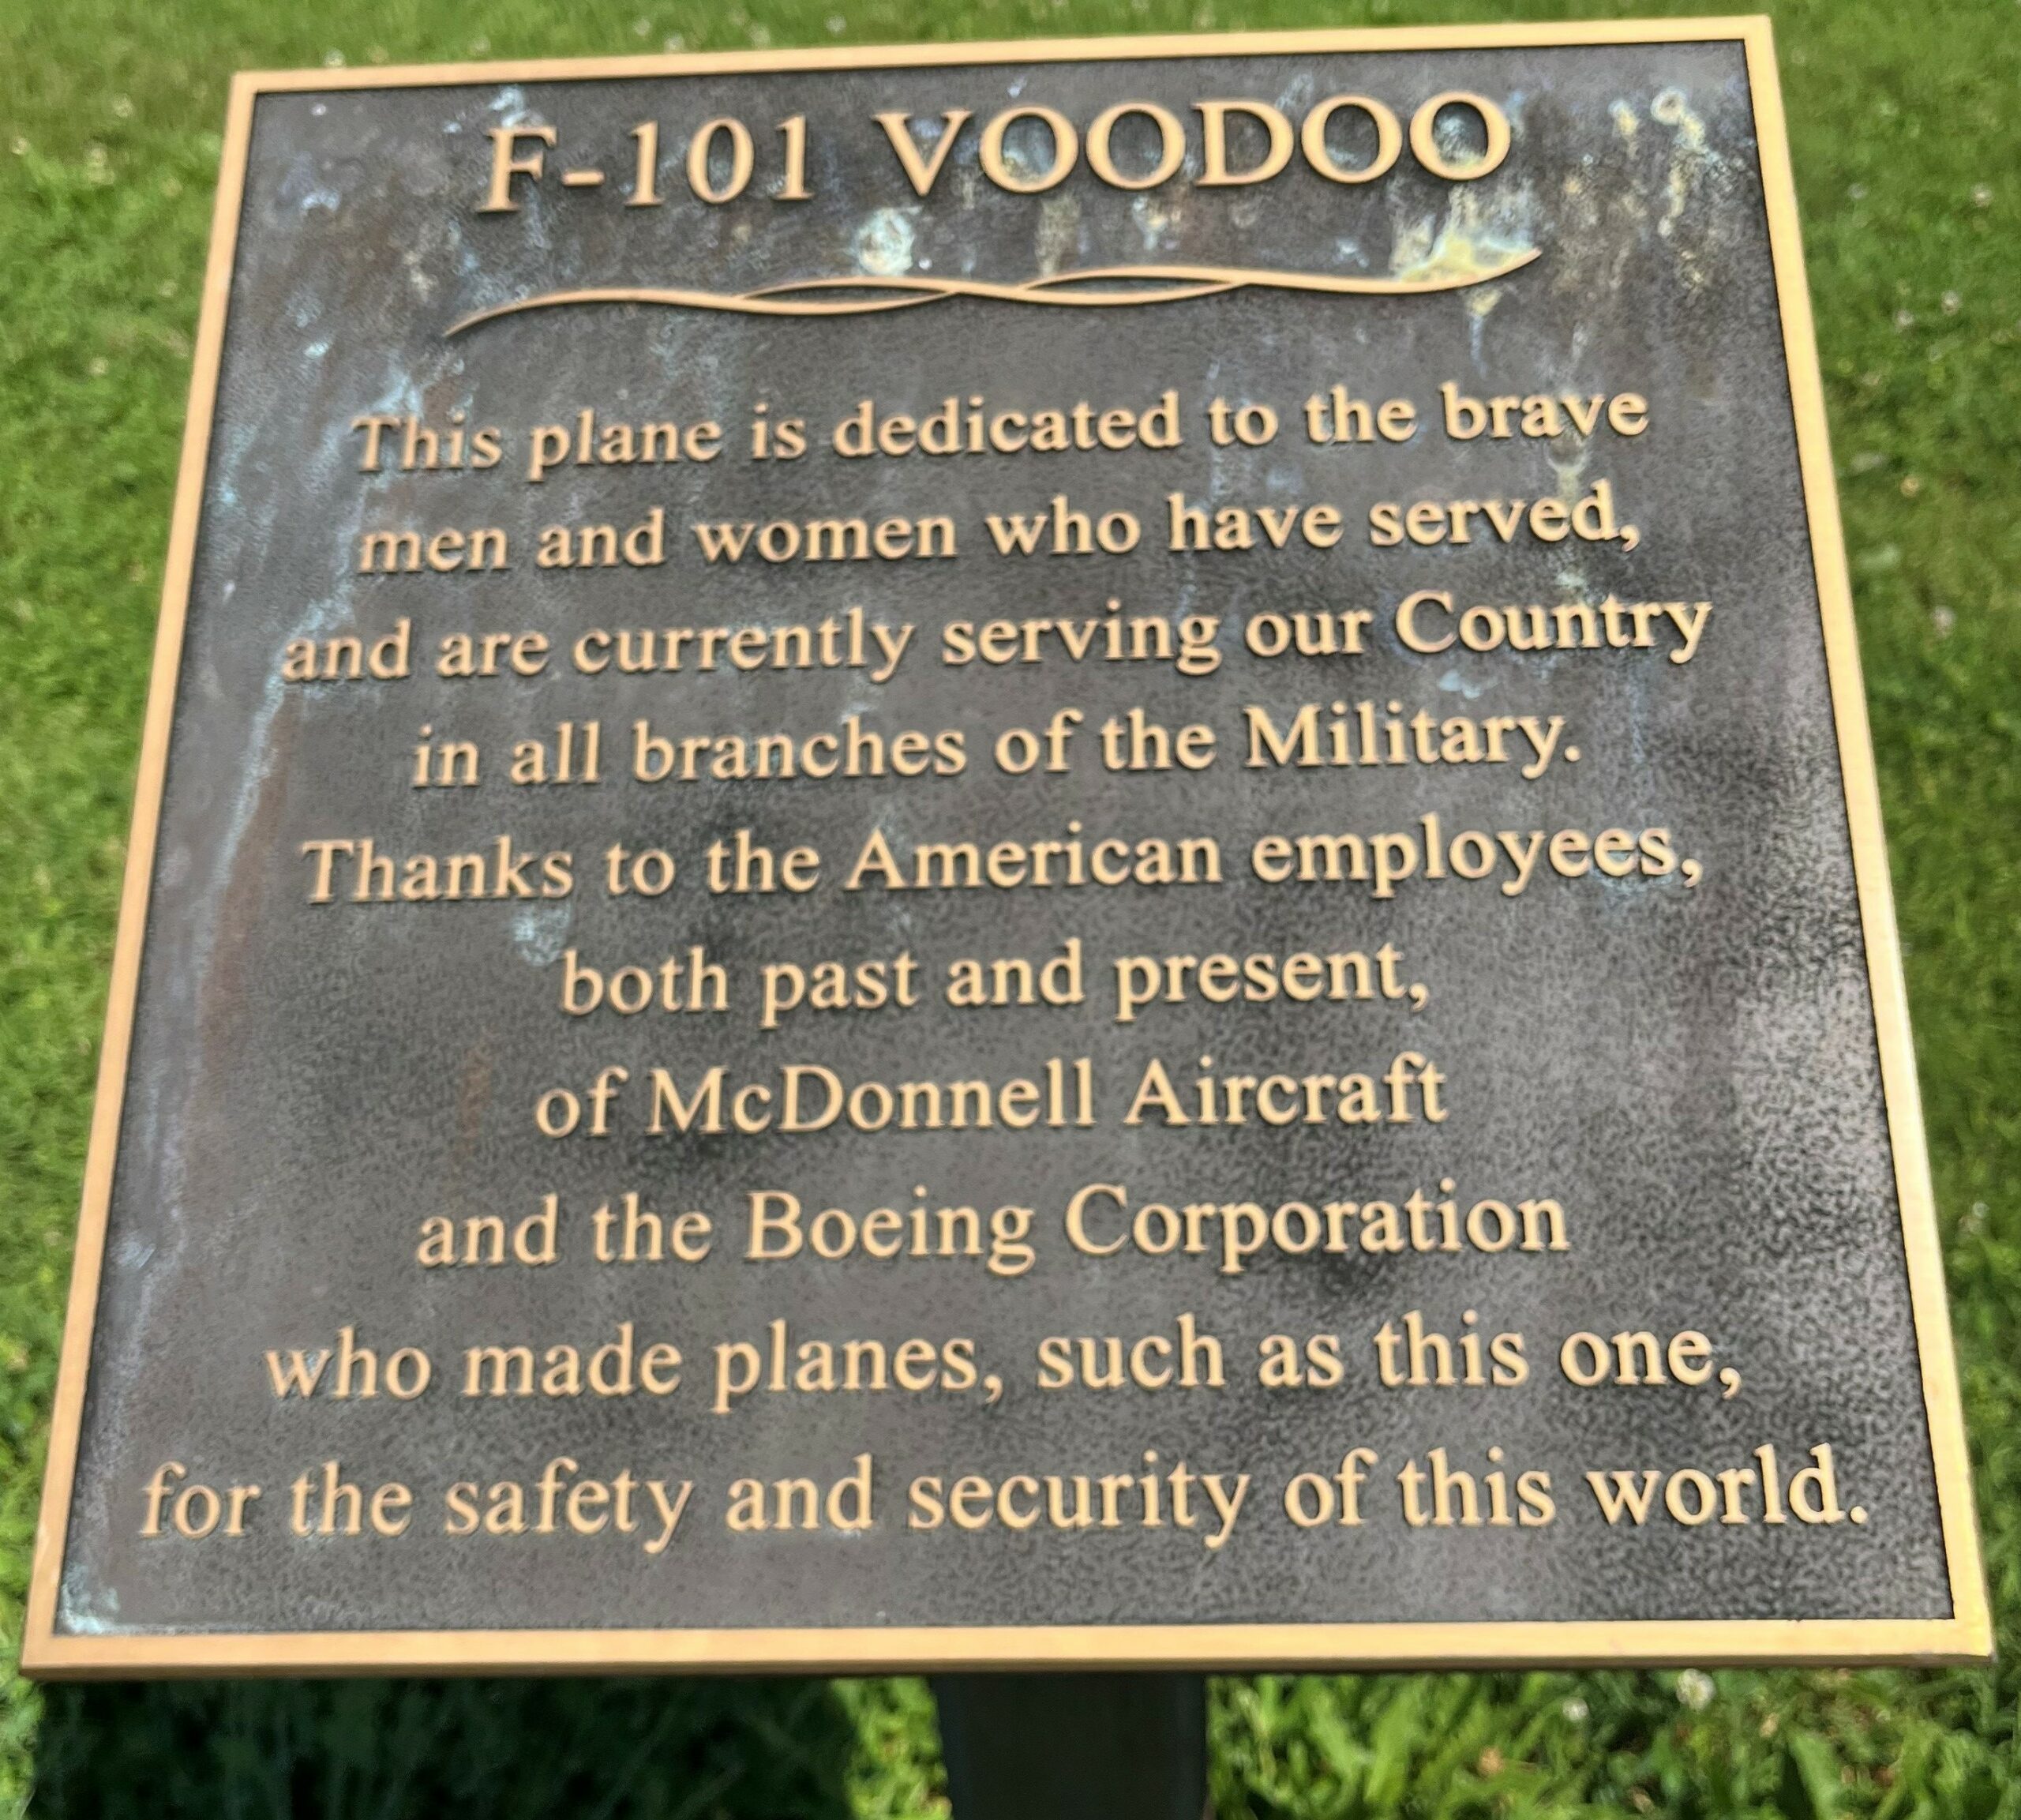 F-101 VOODOO
This plane is dedicated to the brave
men and women who have served,
and are currently serving our Country
in all branches of the Military.
Thanks to the American employees,
both past and present,
of McDonnell Aircraft
and the Boeing Corporation
who made planes, such as this one,
for the safety and security of this world.